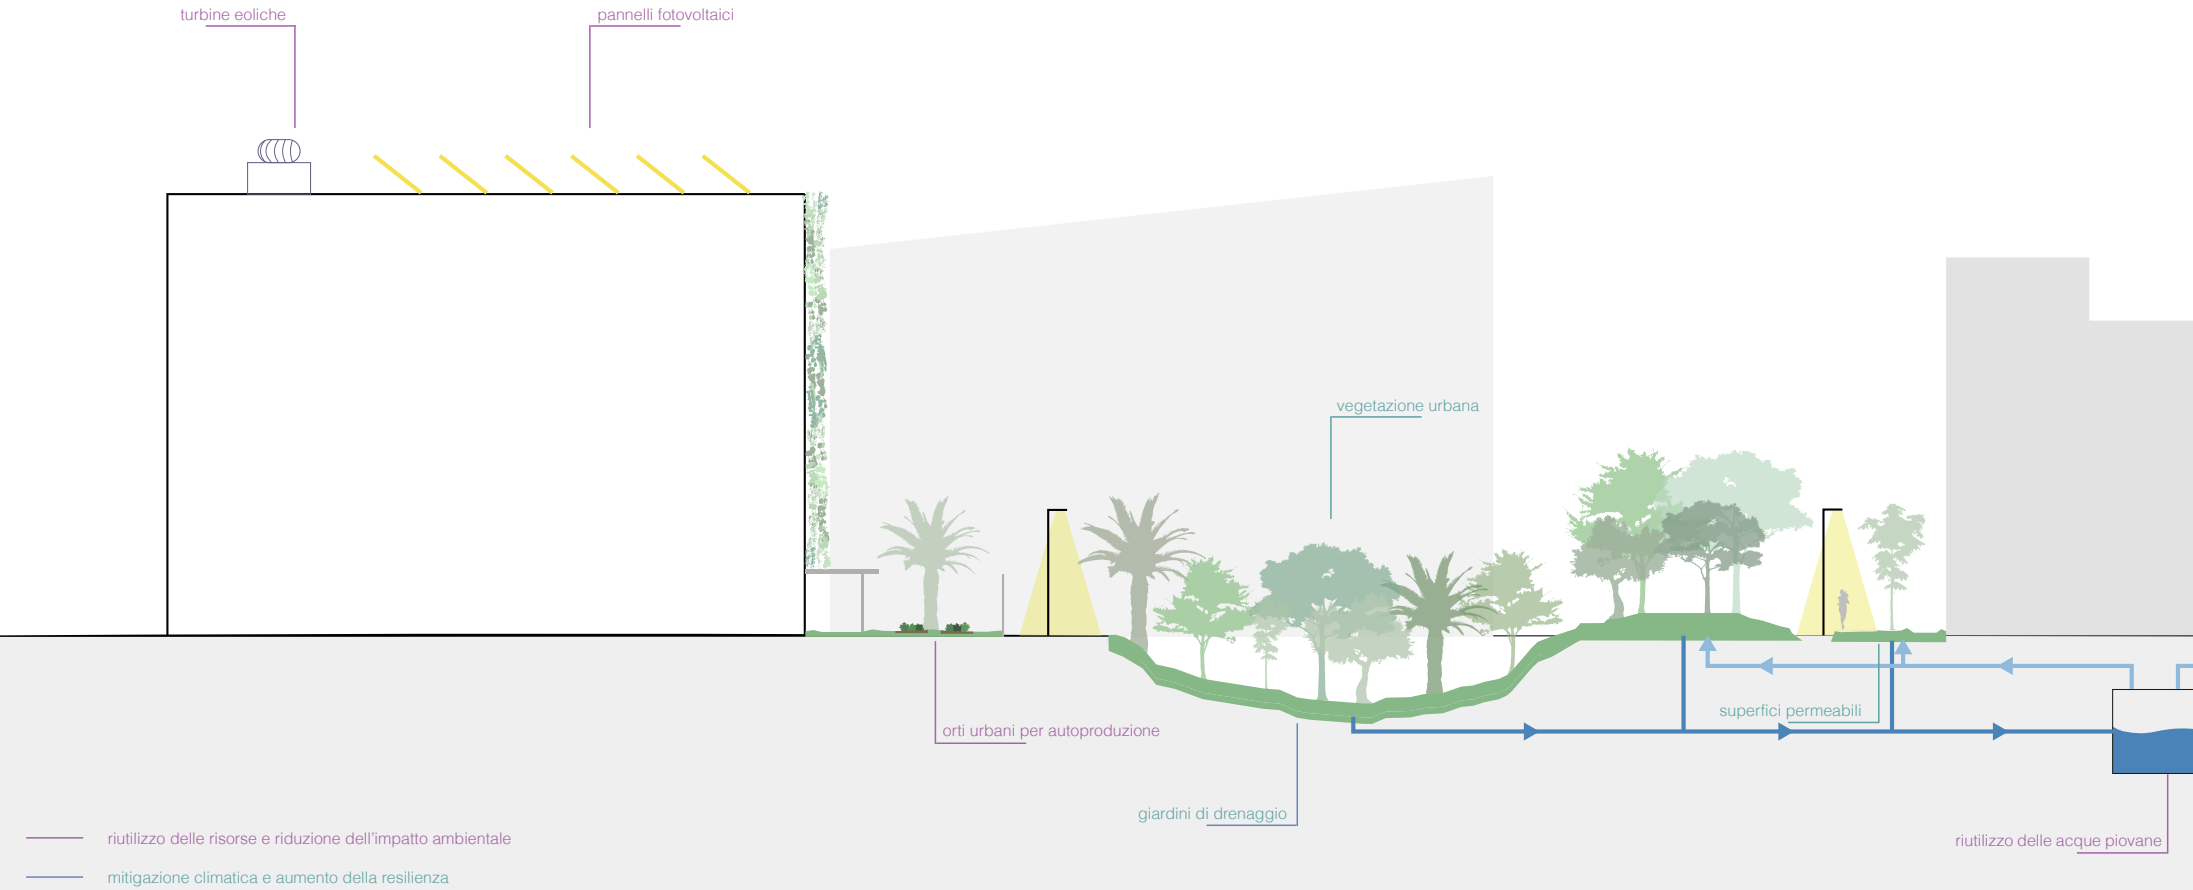 turbine eoliche
pannelli fotovoltaici
vegetazione urbana
superfici permeabili
orti urbani per autoproduzione
giardini di drenaggio
riutilizzo delle risorse e riduzione dell'impatto ambientale
riutilizzo delle acque piovane
mitigazione climatica e aumento della resilienza